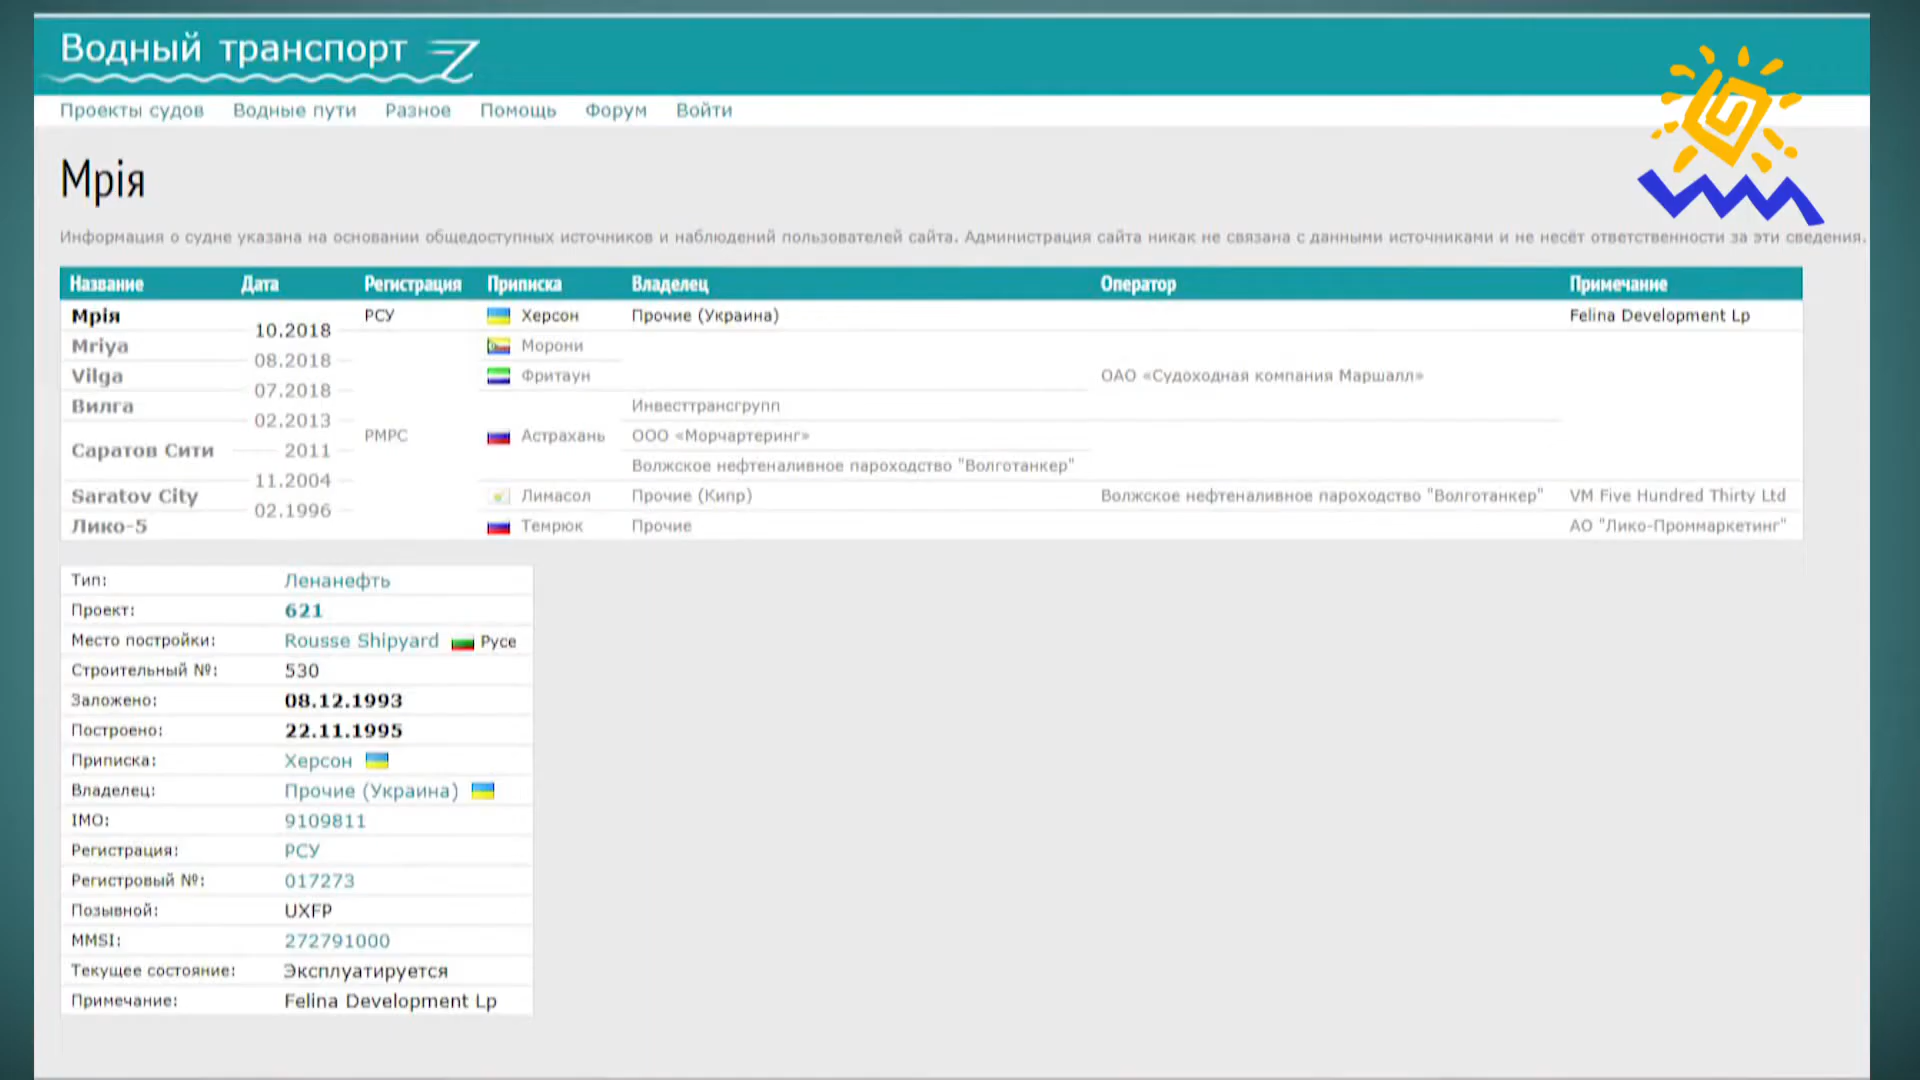 Водный транспорт
Проекты судов Водные пути Разное Помощь Форум Войти
Мрія
Информация о судне указана на основании общедоступных источников и наблюдений пользователей сайта. Администрация сайта никак не связана с данными источниками и не несёт ответственности за эти сведения.
Название Дата Регистрация Приписка Владелец Оператор Примечание
Мрія РСУ Херсон Прочие (Украина) Felina Development Lp
10.2018
Mriya Морони
08.2018
Vilga Фритаун ОАО «Судоходная компания Маршалл»
07.2018
Вилга Инвесттрансгрупп
02.2013
РМРС Астрахань ООО «Морчартеринг»
Саратов Сити 2011
Волжское нефтеналивное пароходство "Волготанкер"
11.2004
Saratov City Лимасол Прочие (Кипр) Волжское нефтеналивное пароходство "Волготанкер" VM Five Hundred Thirty Ltd
02.1996
Лико-5 Темрюк Прочие АО "Лико-Проммаркетинг"
Тип: Ленанефть
Проект: 621
Место постройки: Rousse Shipyard Русе
Строительный №: 530
Заложено: 08.12.1993
Построено: 22.11.1995
Приписка: Херсон
Владелец: Прочие (Украина)
IMO: 9109811
Регистрация: РСУ
Регистровый №: 017273
Позывной: UXFP
MMSI: 272791000
Текущее состояние: Эксплуатируется
Примечание: Felina Development Lp